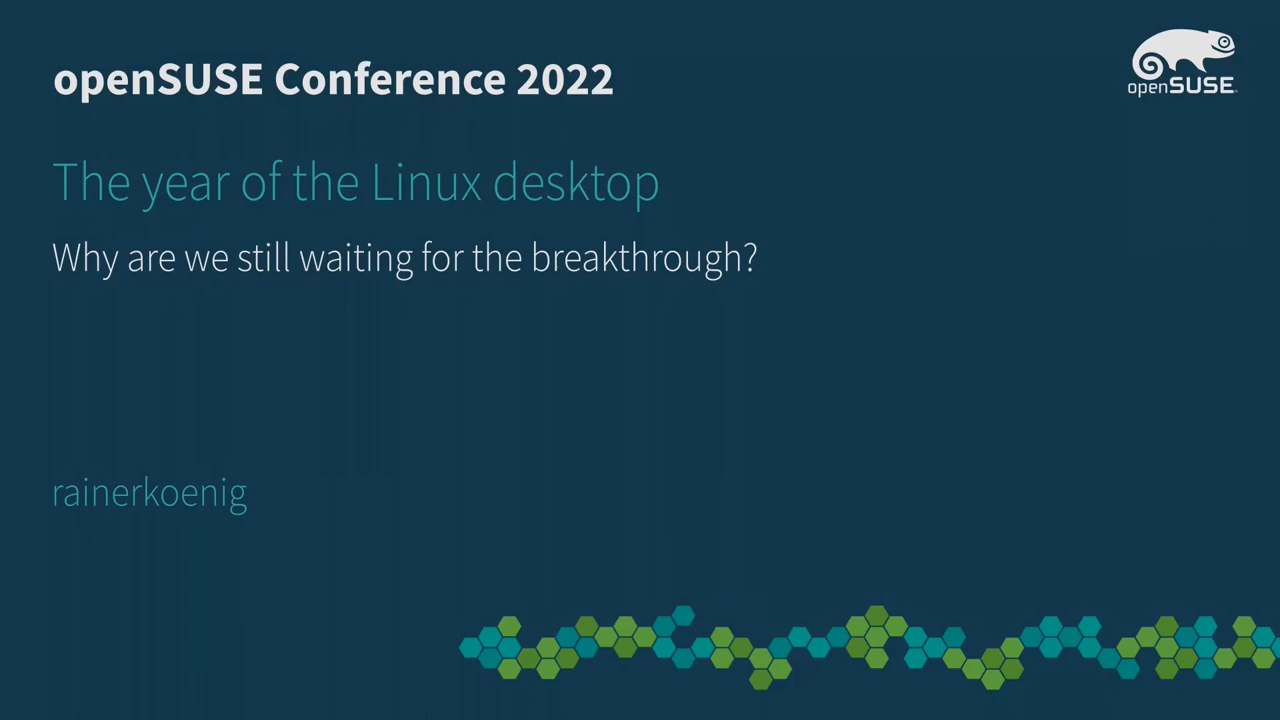 openSUSE Conference 2022
openSUSE
The year of the Linux desktop
Why are we still waiting for the breakthrough?
rainerkoenig